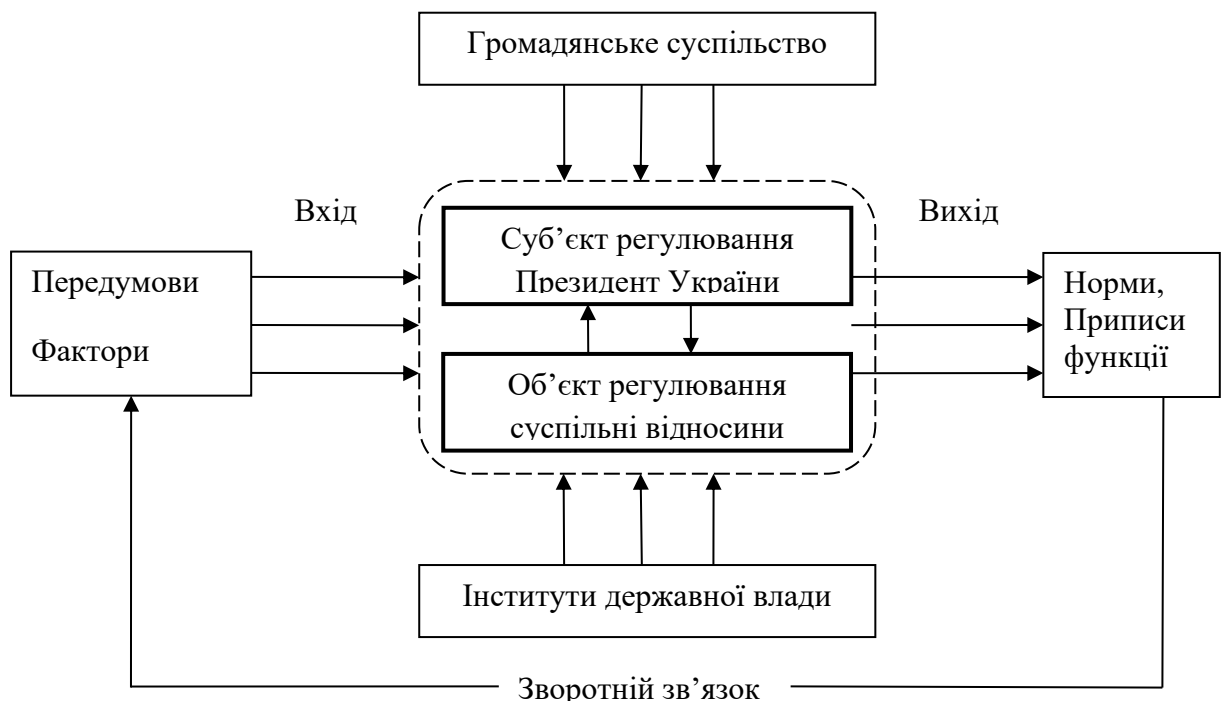 Громадянське суспільство
Вхід
Вихід
Суб’єкт регулювання
Президент України
Передумови
Фактори
Норми,
Приписи
функції
Об’єкт регулювання
суспільні відносини
Інститути державної влади
Зворотній зв’язок